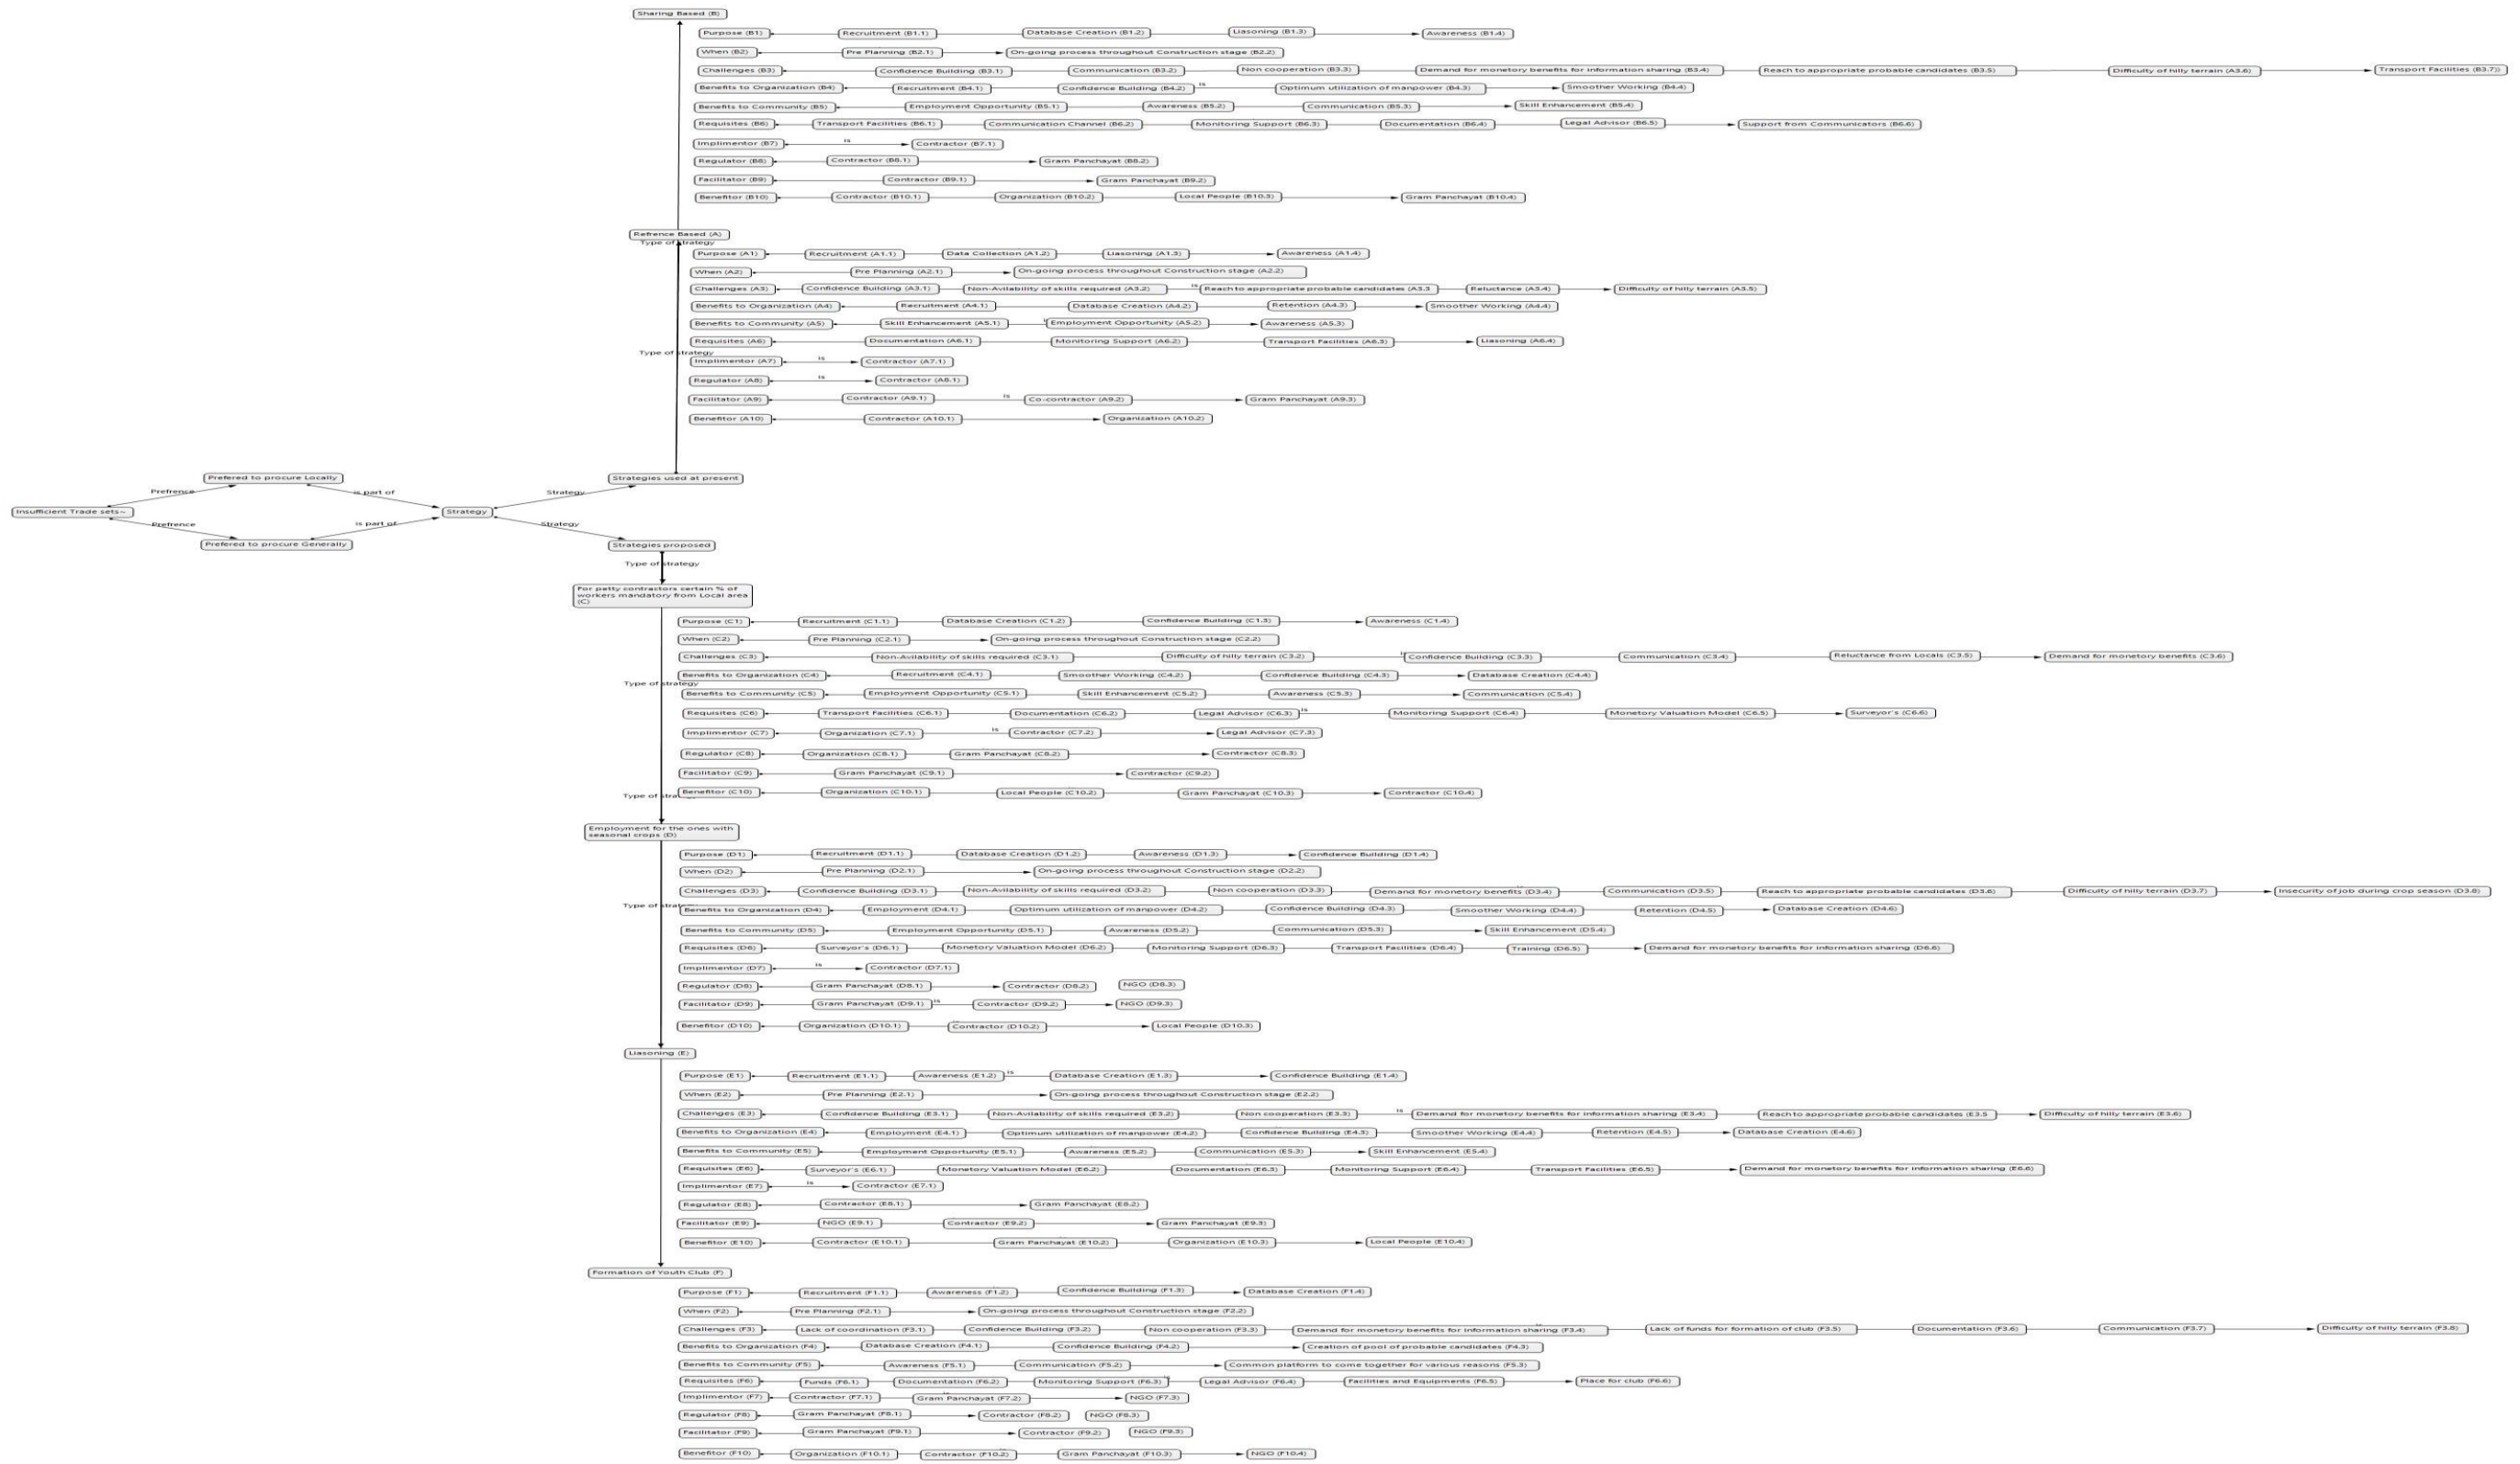 Sharing Based (B)
Purpose (B1) Recruitment (B1.1) Database Creation (B1.2) Liasoning (B1.3) Awareness (B1.4)
When (B2) Pre Planning (B2.1) On-going process throughout Construction stage (B2.2)
Challenges (B3) Confidence Building (B3.1) Communication (B3.2) Non cooperation (B3.3) Demand for monetary benefits for information sharing (B3.4) Reach to appropriate probable candidates (B3.5) Difficulty of hilly terrain (A3.6) Transport Facilities (B3.7))
Benefits to Organization (B4) Recruitment (B4.1) Confidence Building (B4.2) is Optimum utilization of manpower (B4.3) Smoother Working (B4.4)
Benefits to Community (B5) Employment Opportunity (B5.1) Awareness (B5.2) Communication (B5.3) Skill Enhancement (B5.4)
Requisites (B6) Transport Facilities (B6.1) Communication Channel (B6.2) Monitoring Support (B6.3) Documentation (B6.4) Legal Advisor (B6.5) Support from Communicators (B6.6)
Implimentor (B7) is Contractor (B7.1)
Regulator (B8) Contractor (B8.1) Gram Panchayat (B8.2)
Facilitator (B9) Contractor (B9.1) Gram Panchayat (B9.2)
Benefitor (B10) Contractor (B10.1) Organization (B10.2) Local People (B10.3) Gram Panchayat (B10.4)
Refrence Based (A)
Type of strategy
Purpose (A1) Recruitment (A1.1) Data Collection (A1.2) Liasoning (A1.3) Awareness (A1.4)
When (A2) Pre Planning (A2.1) On-going process throughout Construction stage (A2.2)
Challenges (A3) Confidence Building (A3.1) Non-Avilability of skills required (A3.2) is Reach to appropriate probable candidates (A3.3 Reluctance (A3.4) Difficulty of hilly terrain (A3.5)
Benefits to Organization (A4) Recruitment (A4.1) Database Creation (A4.2) Retention (A4.3) Smoother Working (A4.4)
Benefits to Community (A5) Skill Enhancement (A5.1) Employment Opportunity (A5.2) Awareness (A5.3)
Requisites (A6) Documentation (A6.1) Monitoring Support (A6.2) Transport Facilities (A6.3) Liasoning (A6.4)
Type of strategy
Implimentor (A7) is Contractor (A7.1)
Regulator (A8) is Contractor (A8.1)
Facilitator (A9) Contractor (A9.1) is Co-contractor (A9.2) Gram Panchayat (A9.3)
Benefitor (A10) Contractor (A10.1) Organization (A10.2)
Prefered to procure Locally Strategies used at present
Prefrence is part of Strategy
Insufficient Trade sets~ Strategy
Prefrence is part of Strategy
Prefered to procure Generally Strategies proposed
Type of strategy
For petty contractors certain % of
workers mandatory from Local area
(C)
Purpose (C1) Recruitment (C1.1) Database Creation (C1.2) Confidence Building (C1.3) Awareness (C1.4)
When (C2) Pre Planning (C2.1) On-going process throughout Construction stage (C2.2)
Challenges (C3) Non-Avilability of skills required (C3.1) Difficulty of hilly terrain (C3.2) Confidence Building (C3.3) Communication (C3.4) Reluctance from Locals (C3.5) Demand for monetary benefits (C3.6)
Benefits to Organization (C4) Recruitment (C4.1) Smoother Working (C4.2) Confidence Building (C4.3) Database Creation (C4.4)
Type of strategy
Benefits to Community (C5) Employment Opportunity (C5.1) Skill Enhancement (C5.2) Awareness (C5.3) Communication (C5.4)
Requisites (C6) Transport Facilities (C6.1) Documentation (C6.2) Legal Advisor (C6.3) is Monitoring Support (C6.4) Monetary Valuation Model (C6.5) Surveyor's (C6.6)
Implimentor (C7) Organization (C7.1) is Contractor (C7.2) Legal Advisor (C7.3)
Regulator (C8) Organization (C8.1) Gram Panchayat (C8.2) Contractor (C8.3)
Facilitator (C9) Gram Panchayat (C9.1) Contractor (C9.2)
Benefitor (C10) Organization (C10.1) Local People (C10.2) Gram Panchayat (C10.3) Contractor (C10.4)
Type of strategy
Employment for the ones with
seasonal crops (D)
Purpose (D1) Recruitment (D1.1) Database Creation (D1.2) Awareness (D1.3) Confidence Building (D1.4)
When (D2) Pre Planning (D2.1) On-going process throughout Construction stage (D2.2)
Challenges (D3) Confidence Building (D3.1) Non-Avilability of skills required (D3.2) Non cooperation (D3.3) Demand for monetary benefits (D3.4) Communication (D3.5) Reach to appropriate probable candidates (D3.6) Difficulty of hilly terrain (D3.7) Insecurity of job during crop season (D3.8)
Type of strategy
Benefits to Organization (D4) Employment (D4.1) Optimum utilization of manpower (D4.2) Confidence Building (D4.3) Smoother Working (D4.4) Retention (D4.5) Database Creation (D4.6)
Benefits to Community (D5) Employment Opportunity (D5.1) Awareness (D5.2) Communication (D5.3) Skill Enhancement (D5.4)
Requisites (D6) Surveyor's (D6.1) Monetary Valuation Model (D6.2) Monitoring Support (D6.3) Transport Facilities (D6.4) Training (D6.5) Demand for monetary benefits for information sharing (D6.6)
Implimentor (D7) is Contractor (D7.1)
Regulator (D8) Gram Panchayat (D8.1) Contractor (D8.2) NGO (D8.3)
Facilitator (D9) Gram Panchayat (D9.1) is Contractor (D9.2) NGO (D9.3)
Benefitor (D10) Organization (D10.1) Contractor (D10.2) Local People (D10.3)
Liasoning (E)
Purpose (E1) Recruitment (E1.1) Awareness (E1.2) is Database Creation (E1.3) Confidence Building (E1.4)
When (E2) Pre Planning (E2.1) On-going process throughout Construction stage (E2.2)
Challenges (E3) Confidence Building (E3.1) Non-Avilability of skills required (E3.2) Non cooperation (E3.3) is Demand for monetary benefits for information sharing (E3.4) Reach to appropriate probable candidates (E3.5 Difficulty of hilly terrain (E3.6)
Benefits to Organization (E4) Employment (E4.1) Optimum utilization of manpower (E4.2) Confidence Building (E4.3) Smoother Working (E4.4) Retention (E4.5) Database Creation (E4.6)
Benefits to Community (E5) Employment Opportunity (E5.1) Awareness (E5.2) Communication (E5.3) Skill Enhancement (E5.4)
Requisites (E6) Surveyor's (E6.1) Monetary Valuation Model (E6.2) Documentation (E6.3) Monitoring Support (E6.4) Transport Facilities (E6.5) Demand for monetary benefits for information sharing (E6.6)
Implimentor (E7) is Contractor (E7.1)
Regulator (E8) Contractor (E8.1) Gram Panchayat (E8.2)
Facilitator (E9) NGO (E9.1) Contractor (E9.2) Gram Panchayat (E9.3)
Benefitor (E10) Contractor (E10.1) Gram Panchayat (E10.2) Organization (E10.3) Local People (E10.4)
Formation of Youth Club (F)
Purpose (F1) Recruitment (F1.1) Awareness (F1.2) Confidence Building (F1.3) Database Creation (F1.4)
When (F2) Pre Planning (F2.1) On-going process throughout Construction stage (F2.2)
Challenges (F3) Lack of coordination (F3.1) Confidence Building (F3.2) Non cooperation (F3.3) Demand for monetary benefits for information sharing (F3.4) Lack of funds for formation of club (F3.5) Documentation (F3.6) Communication (F3.7) Difficulty of hilly terrain (F3.8)
Benefits to Organization (F4) Database Creation (F4.1) Confidence Building (F4.2) Creation of pool of probable candidates (F4.3)
Benefits to Community (F5) Awareness (F5.1) Communication (F5.2) Common platform to come together for various reasons (F5.3)
Requisites (F6) Funds (F6.1) Documentation (F6.2) Monitoring Support (F6.3) Legal Advisor (F6.4) Facilities and Equipments (F6.5) Place for club (F6.6)
Implimentor (F7) Contractor (F7.1) Gram Panchayat (F7.2) NGO (F7.3)
Regulator (F8) Gram Panchayat (F8.1) Contractor (F8.2) NGO (F8.3)
Facilitator (F9) Gram Panchayat (F9.1) Contractor (F9.2) NGO (F9.3)
Benefitor (F10) Organization (F10.1) Contractor (F10.2) Gram Panchayat (F10.3) NGO (F10.4)